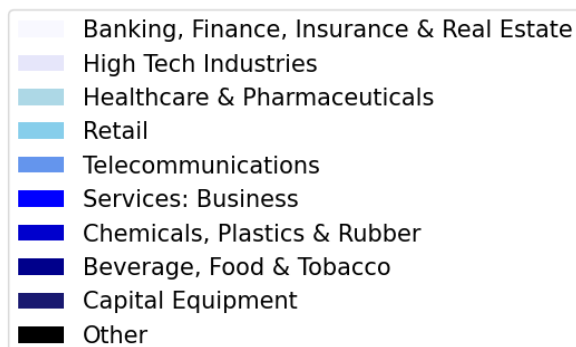 Banking, Finance, Insurance & Real Estate
High Tech Industries
Healthcare & Pharmaceuticals
Retail
Telecommunications
Services: Business
Chemicals, Plastics & Rubber
Beverage, Food & Tobacco
Capital Equipment
Other